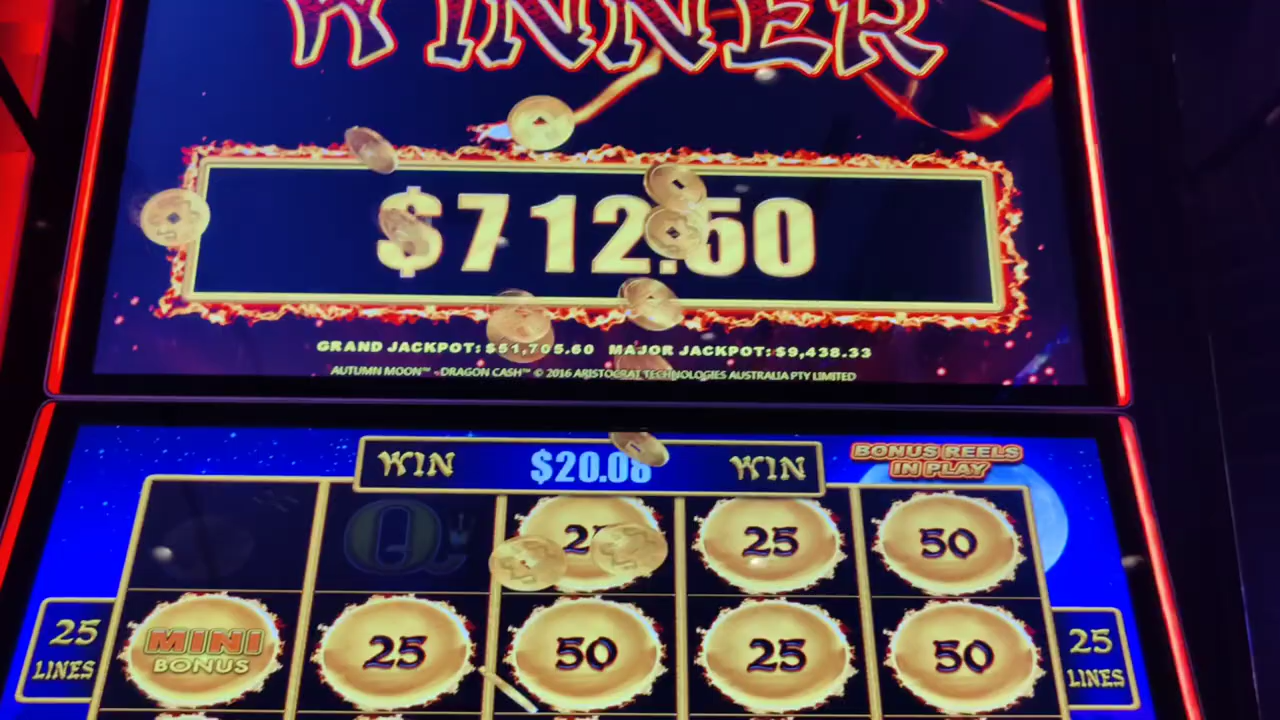 WINNER
$712.50
GRAND JACKPOT: $51,705.60 MAJOR JACKPOT: $9,438.33
AUTUMN MOON™ - DRAGON CASH™ © 2016 ARISTOCRAT TECHNOLOGIES AUSTRALIA PTY LIMITED
WIN $20.08 WIN
BONUS REELS
IN PLAY
Q 25 25 50
25
LINES
MINI
BONUS
25 50 25 50
25
LINES